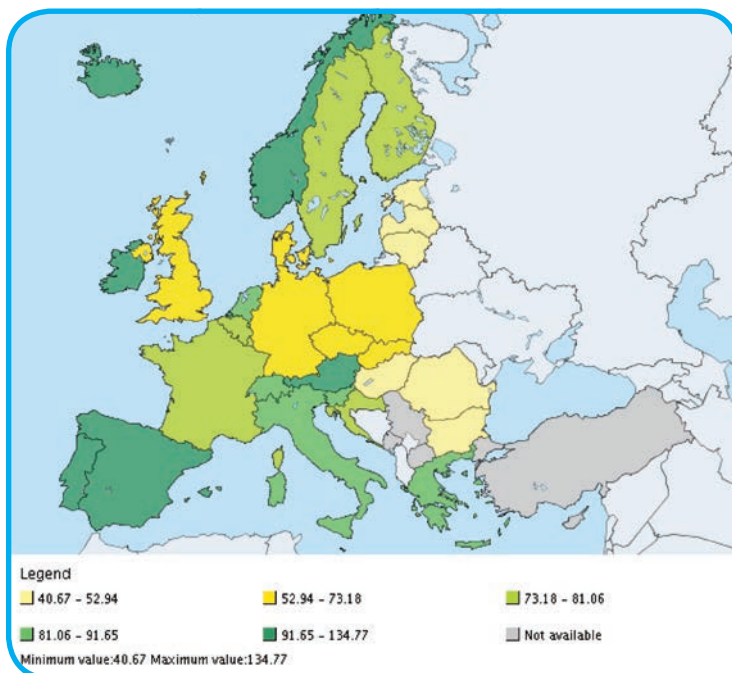 Legend
40.67 - 52.94 52.94 - 73.18 73.18 - 81.06
81.06 - 91.65 91.65 - 134.77 Not available
Minimum value:40.67 Maximum value:134.77